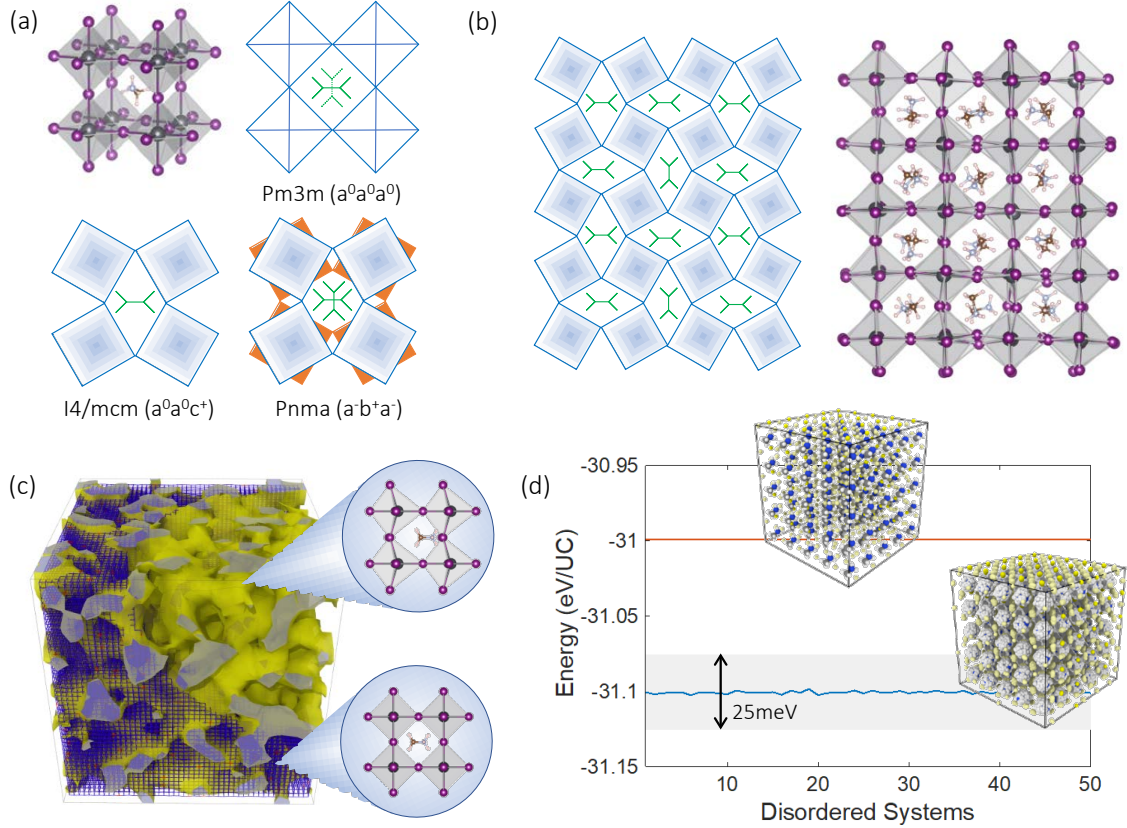 (a)
(b)
Pm3m (a⁰a⁰a⁰)
I4/mcm (a⁰a⁰c⁺)
Pnma (a⁻b⁺a⁻)
(c)
(d)
-30.95
-31
-31.05
-31.1
-31.15
Energy (eV/UC)
25meV
10
20
30
40
50
Disordered Systems